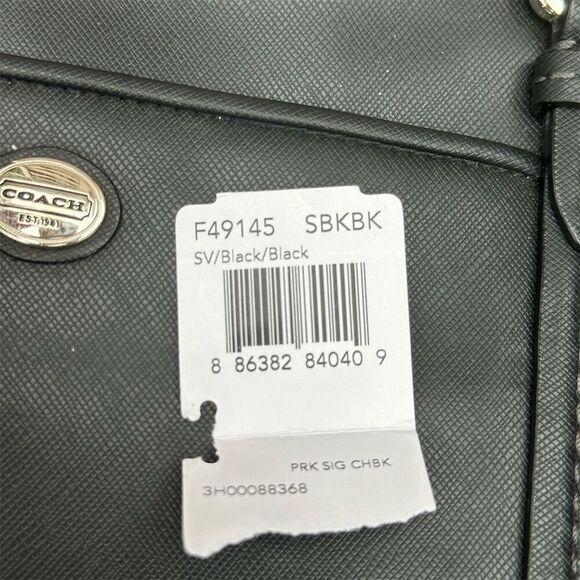 COACH
EST. 1941
F49145 SBKBK
SV/Black/Black
8 86382 84040 9
PRK SIG CHBK
3H00088368